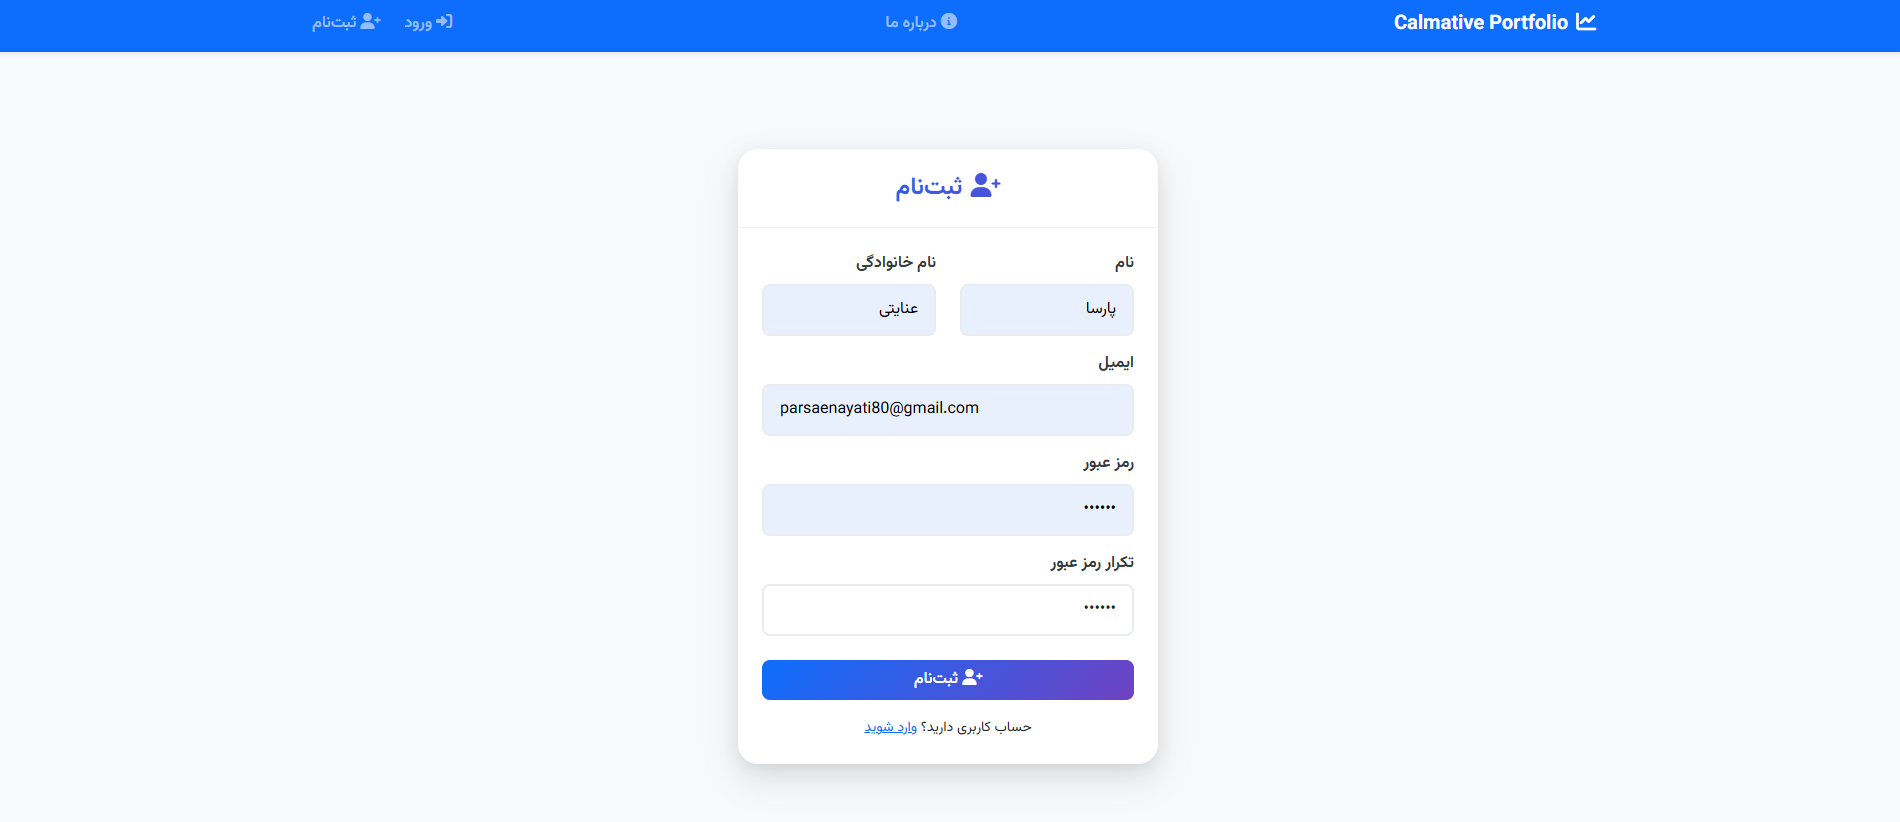 Calmative Portfolio
درباره ما
ورود
ثبت‌نام
ثبت‌نام
نام
نام خانوادگی
پارسا
عنایتی
ایمیل
parsaenayati80@gmail.com
رمز عبور
••••••
تکرار رمز عبور
••••••
ثبت‌نام
حساب کاربری دارید؟ وارد شوید